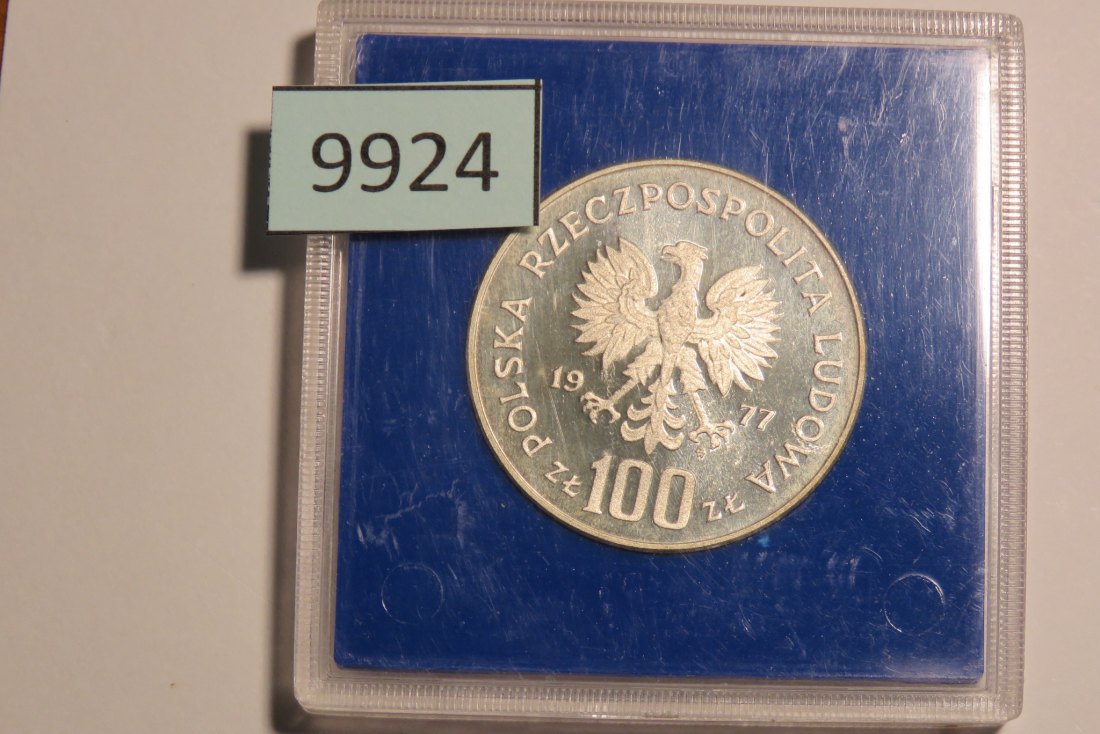 9924
POLSKA RZECZPOSPOLITA LUDOWA
19 77
ZŁ 100 ZŁ